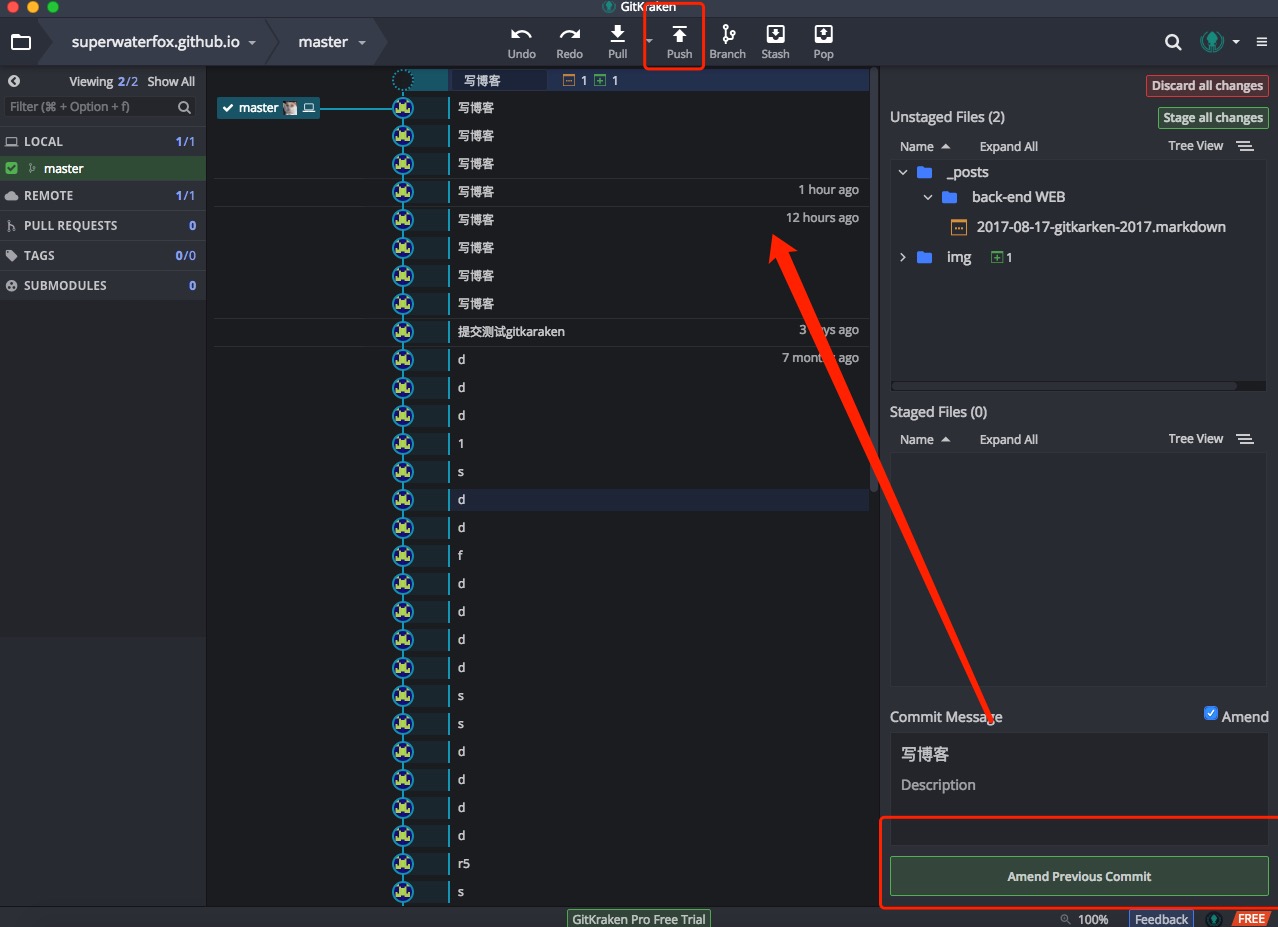 GitKraken
superwaterfox.github.io
master
Undo
Redo
Pull
Push
Branch
Stash
Pop
Viewing 2/2 Show All
Filter (⌘ + Option + f)
LOCAL 1/1
master
REMOTE 1/1
PULL REQUESTS 0
TAGS 0/0
SUBMODULES 0
写博客 1 1
master 写博客
写博客
写博客
写博客 1 hour ago
写博客 12 hours ago
写博客
写博客
写博客
提交测试gitkaraken 3 days ago
d 7 months ago
d
d
1
s
d
d
f
d
d
d
d
s
s
d
d
d
d
r5
s
Discard all changes
Unstaged Files (2)
Stage all changes
Name Expand All Tree View
_posts
back-end WEB
2017-08-17-gitkarken-2017.markdown
img 1
Staged Files (0)
Name Expand All Tree View
Commit Message Amend
写博客
Description
Amend Previous Commit
GitKraken Pro Free Trial
100%
Feedback
FREE